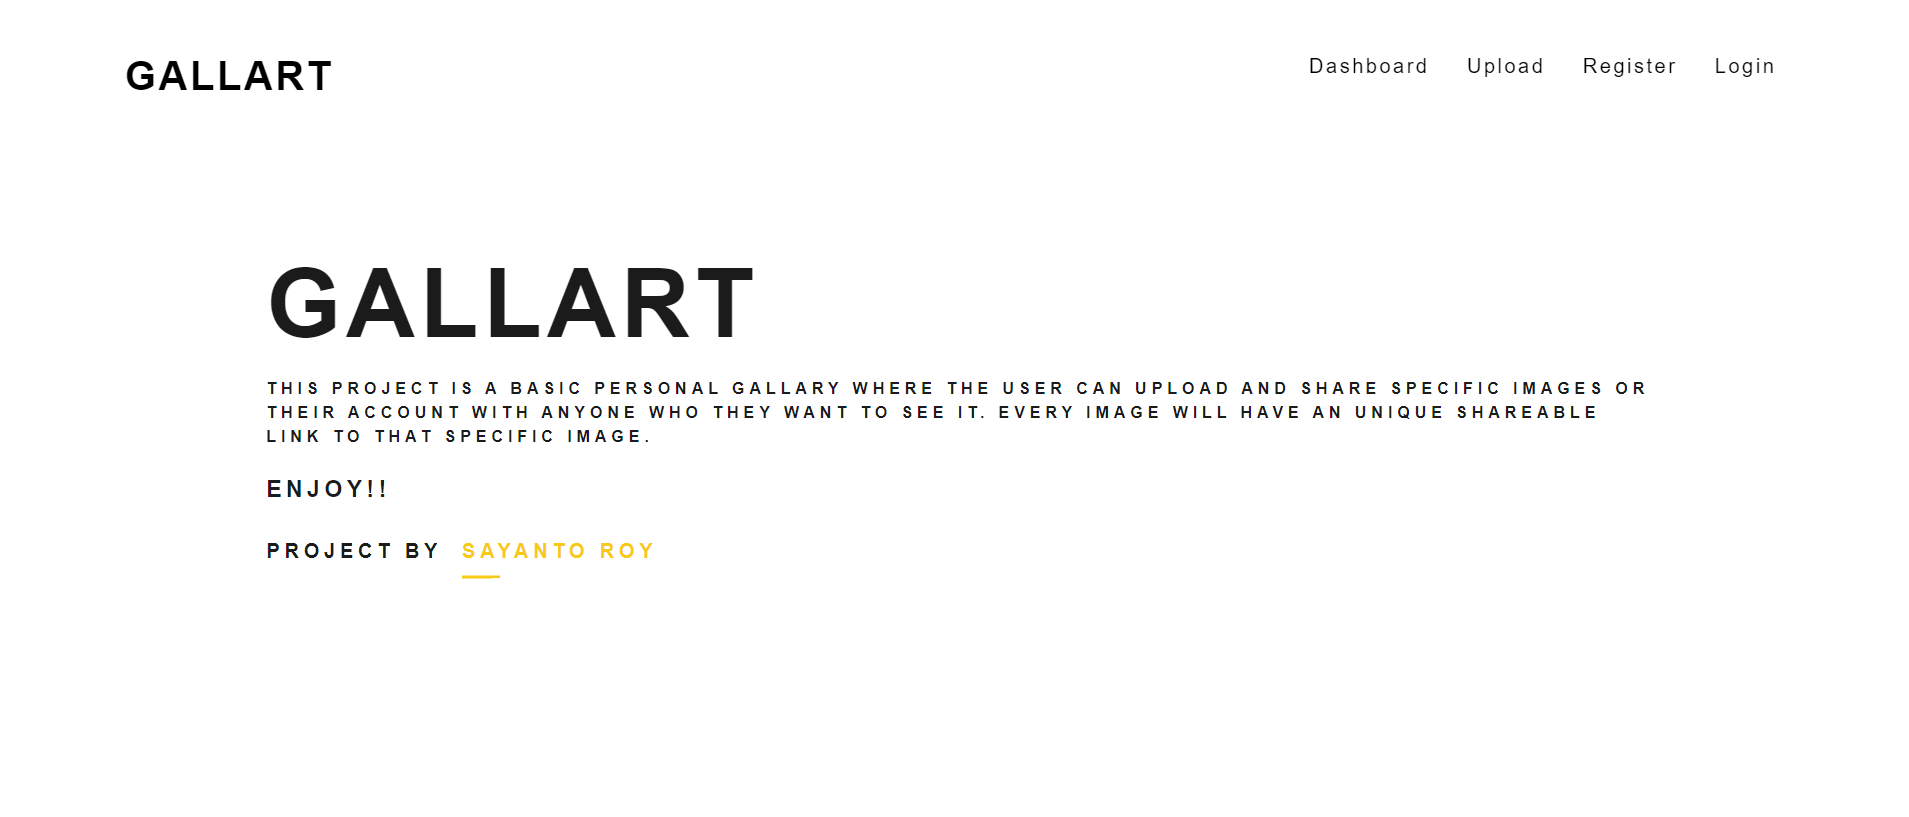 GALLART
Dashboard Upload Register Login
GALLART
THIS PROJECT IS A BASIC PERSONAL GALLARY WHERE THE USER CAN UPLOAD AND SHARE SPECIFIC IMAGES OR
THEIR ACCOUNT WITH ANYONE WHO THEY WANT TO SEE IT. EVERY IMAGE WILL HAVE AN UNIQUE SHAREABLE
LINK TO THAT SPECIFIC IMAGE.
ENJOY!!
PROJECT BY SAYANTO ROY